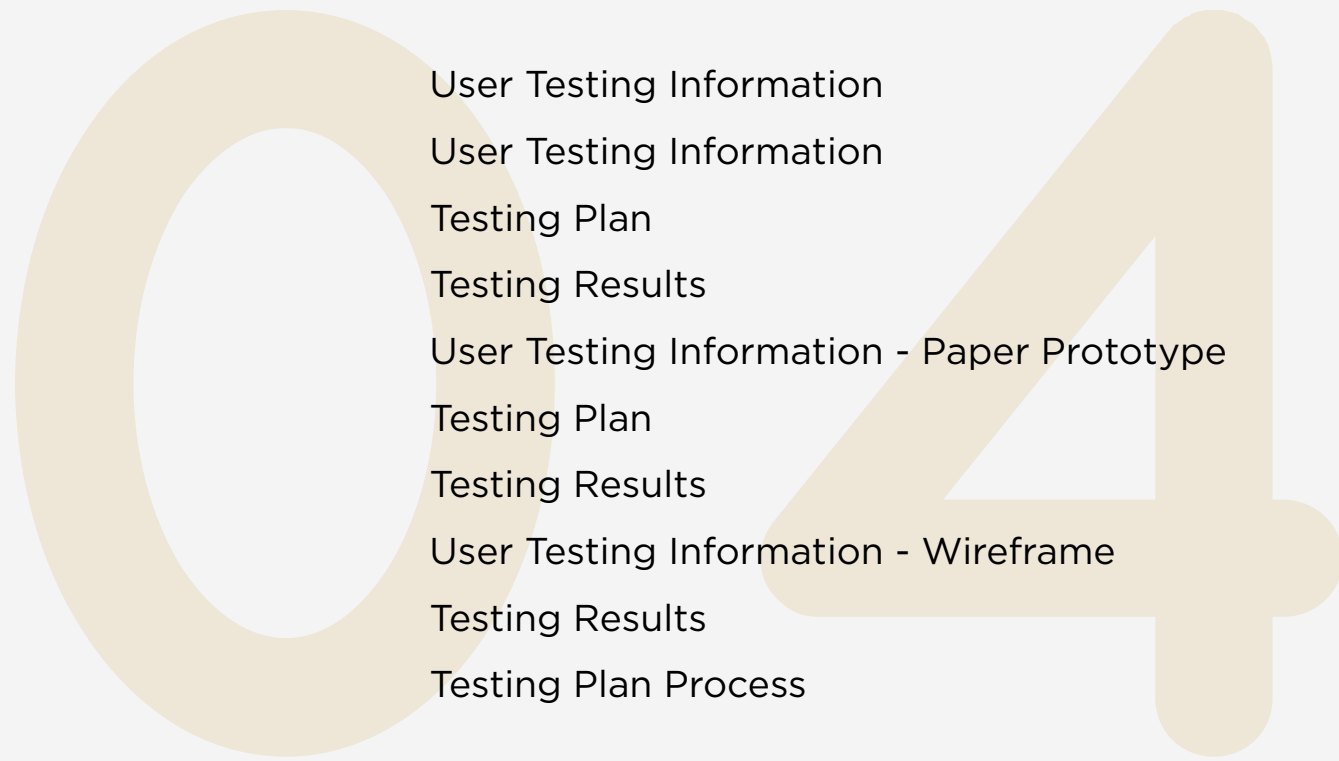 04
User Testing Information
User Testing Information
Testing Plan
Testing Results
User Testing Information - Paper Prototype
Testing Plan
Testing Results
User Testing Information - Wireframe
Testing Results
Testing Plan Process